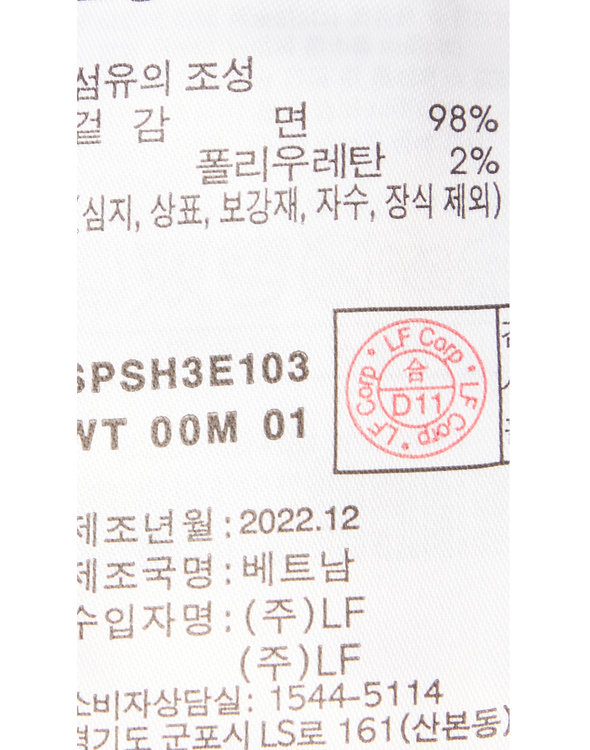 섬유의 조성
겉 감 면 98%
폴리우레탄 2%
(심지, 상표, 보강재, 자수, 장식 제외)
SPSH3E103
WT 00M 01
LF Corp • LF Corp • LF Corp •
合
D11
제조년월 : 2022.12
제조국명 : 베트남
수입자명 : (주)LF
(주)LF
소비자상담실: 1544-5114
경기도 군포시 LS로 161(산본동)